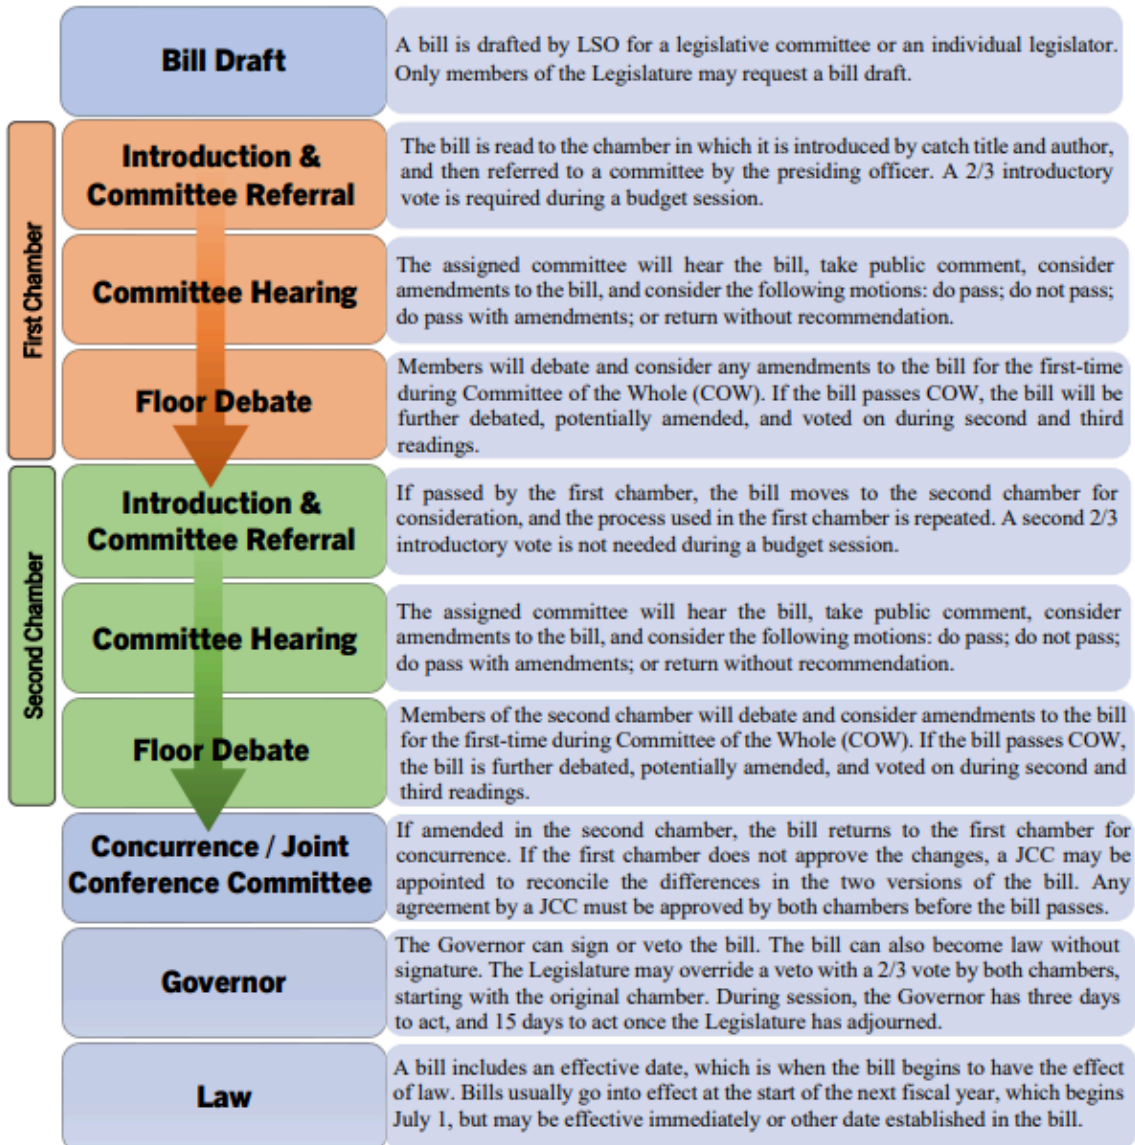 Bill Draft
A bill is drafted by LSO for a legislative committee or an individual legislator.
Only members of the Legislature may request a bill draft.
First Chamber
Introduction &
Committee Referral
The bill is read to the chamber in which it is introduced by catch title and author,
and then referred to a committee by the presiding officer. A 2/3 introductory
vote is required during a budget session.
Committee Hearing
The assigned committee will hear the bill, take public comment, consider
amendments to the bill, and consider the following motions: do pass; do not pass;
do pass with amendments; or return without recommendation.
Floor Debate
Members will debate and consider any amendments to the bill for the first-time
during Committee of the Whole (COW). If the bill passes COW, the bill will be
further debated, potentially amended, and voted on during second and third
readings.
Second Chamber
Introduction &
Committee Referral
If passed by the first chamber, the bill moves to the second chamber for
consideration, and the process used in the first chamber is repeated. A second 2/3
introductory vote is not needed during a budget session.
Committee Hearing
The assigned committee will hear the bill, take public comment, consider
amendments to the bill, and consider the following motions: do pass; do not pass;
do pass with amendments; or return without recommendation.
Floor Debate
Members of the second chamber will debate and consider amendments to the bill
for the first-time during Committee of the Whole (COW). If the bill passes COW,
the bill is further debated, potentially amended, and voted on during second and
third readings.
Concurrence / Joint
Conference Committee
If amended in the second chamber, the bill returns to the first chamber for
concurrence. If the first chamber does not approve the changes, a JCC may be
appointed to reconcile the differences in the two versions of the bill. Any
agreement by a JCC must be approved by both chambers before the bill passes.
Governor
The Governor can sign or veto the bill. The bill can also become law without
signature. The Legislature may override a veto with a 2/3 vote by both chambers,
starting with the original chamber. During session, the Governor has three days
to act, and 15 days to act once the Legislature has adjourned.
Law
A bill includes an effective date, which is when the bill begins to have the effect
of law. Bills usually go into effect at the start of the next fiscal year, which begins
July 1, but may be effective immediately or other date established in the bill.